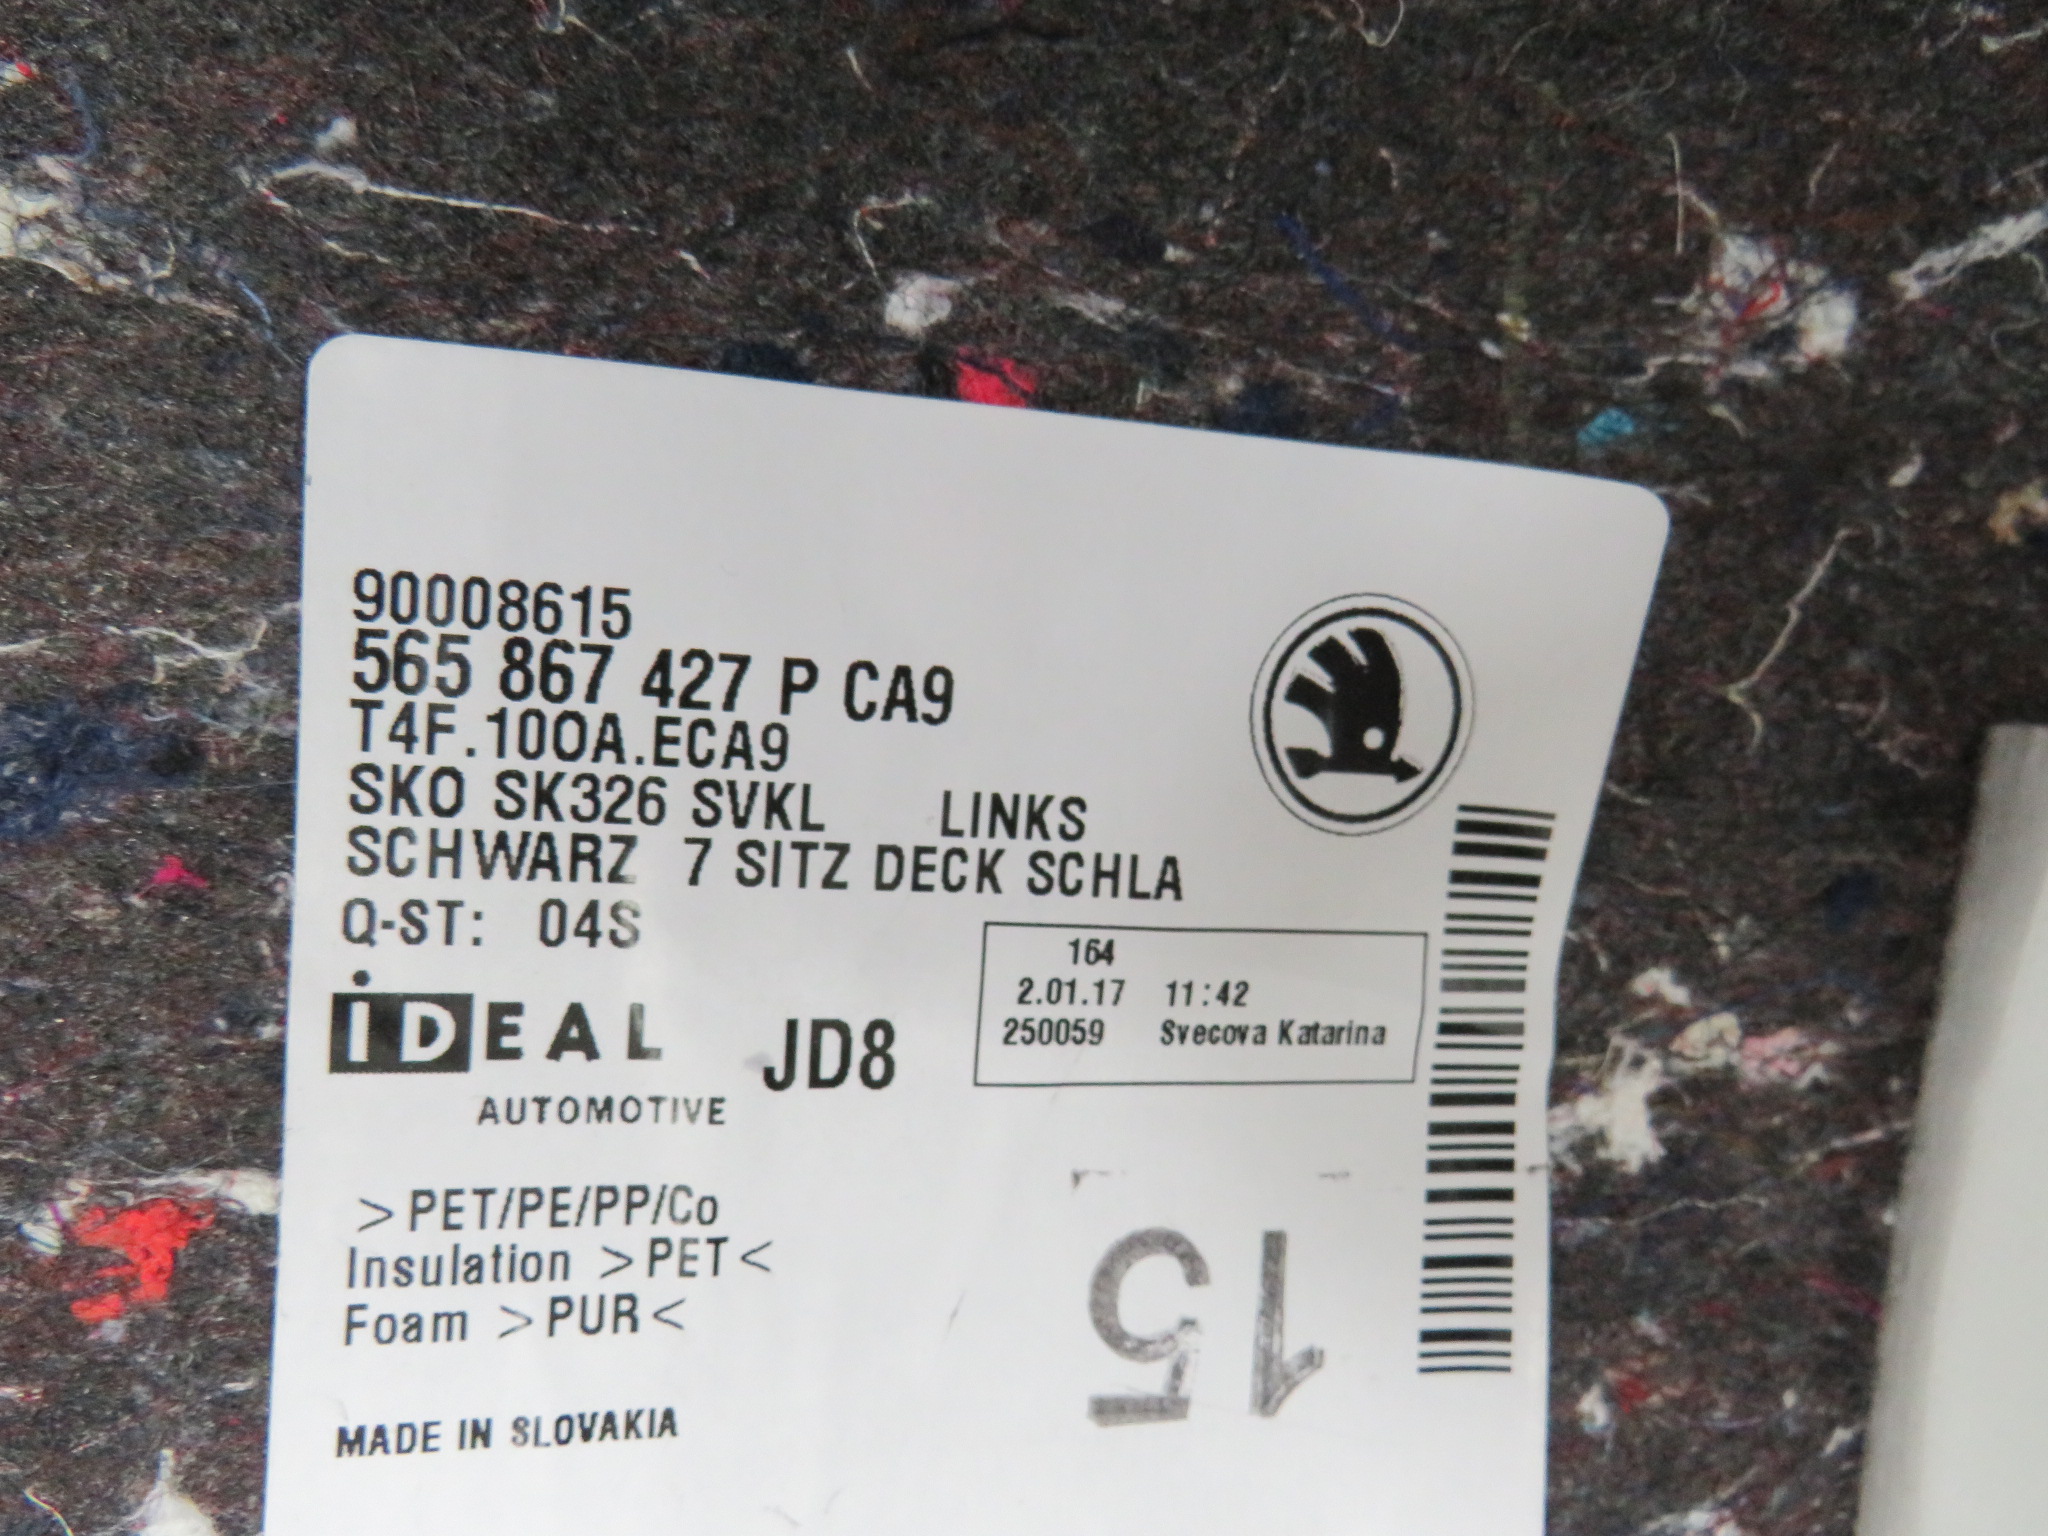 90008615
565 867 427 P CA9
T4F.100A.ECA9
SKO SK326 SVKL LINKS
SCHWARZ 7 SITZ DECK SCHLA
Q-ST: 04S
164
2.01.17 11:42
250059 Svecova Katarina
iDEAL
AUTOMOTIVE
JD8
>PET/PE/PP/Co
Insulation >PET<
Foam >PUR<
15
MADE IN SLOVAKIA